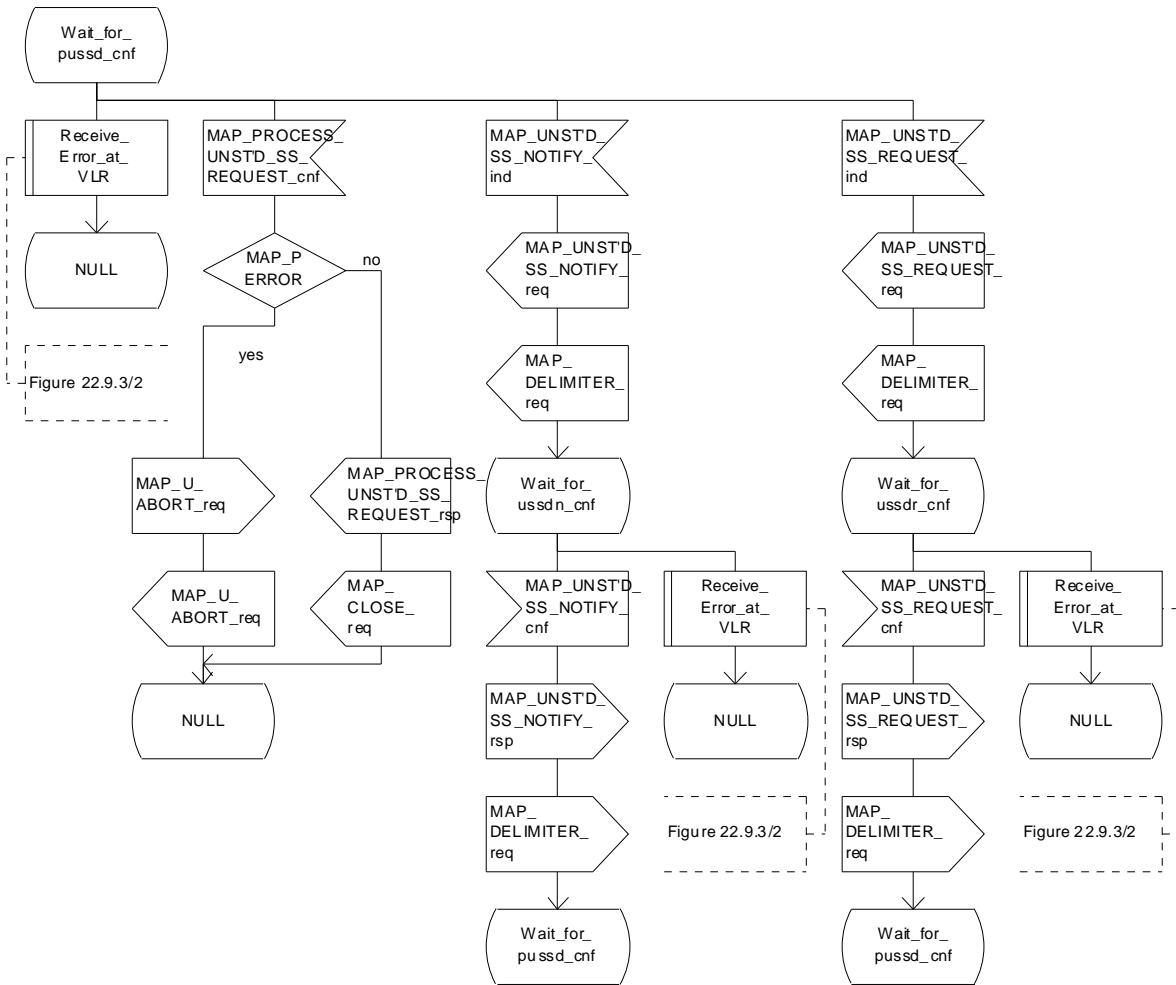 Wait_for_
pussd_cnf
Receive_
Error_at_
VLR
MAP_PROCESS_
UNST'D_SS_
REQUEST_cnf
MAP_UNST'D_
SS_NOTIFY_
ind
MAP_UNST'D_
SS_REQUEST_
ind
NULL
MAP_P
ERROR
no
MAP_UNST'D_
SS_NOTIFY_
req
MAP_UNST'D_
SS_REQUEST_
req
yes
Figure 22.9.3/2
MAP_
DELIMITER_
req
MAP_
DELIMITER_
req
MAP_U_
ABORT_req
MAP_PROCESS_
UNST'D_SS_
REQUEST_rsp
Wait_for_
ussdn_cnf
Wait_for_
ussdr_cnf
MAP_U_
ABORT_req
MAP_
CLOSE_
req
MAP_UNST'D_
SS_NOTIFY_
cnf
Receive_
Error_at_
VLR
MAP_UNST'D_
SS_REQUEST_
cnf
Receive_
Error_at_
VLR
NULL
MAP_UNST'D_
SS_NOTIFY_
rsp
NULL
MAP_UNST'D_
SS_REQUEST_
rsp
NULL
MAP_
DELIMITER_
req
Figure 22.9.3/2
MAP_
DELIMITER_
req
Figure 22.9.3/2
Wait_for_
pussd_cnf
Wait_for_
pussd_cnf